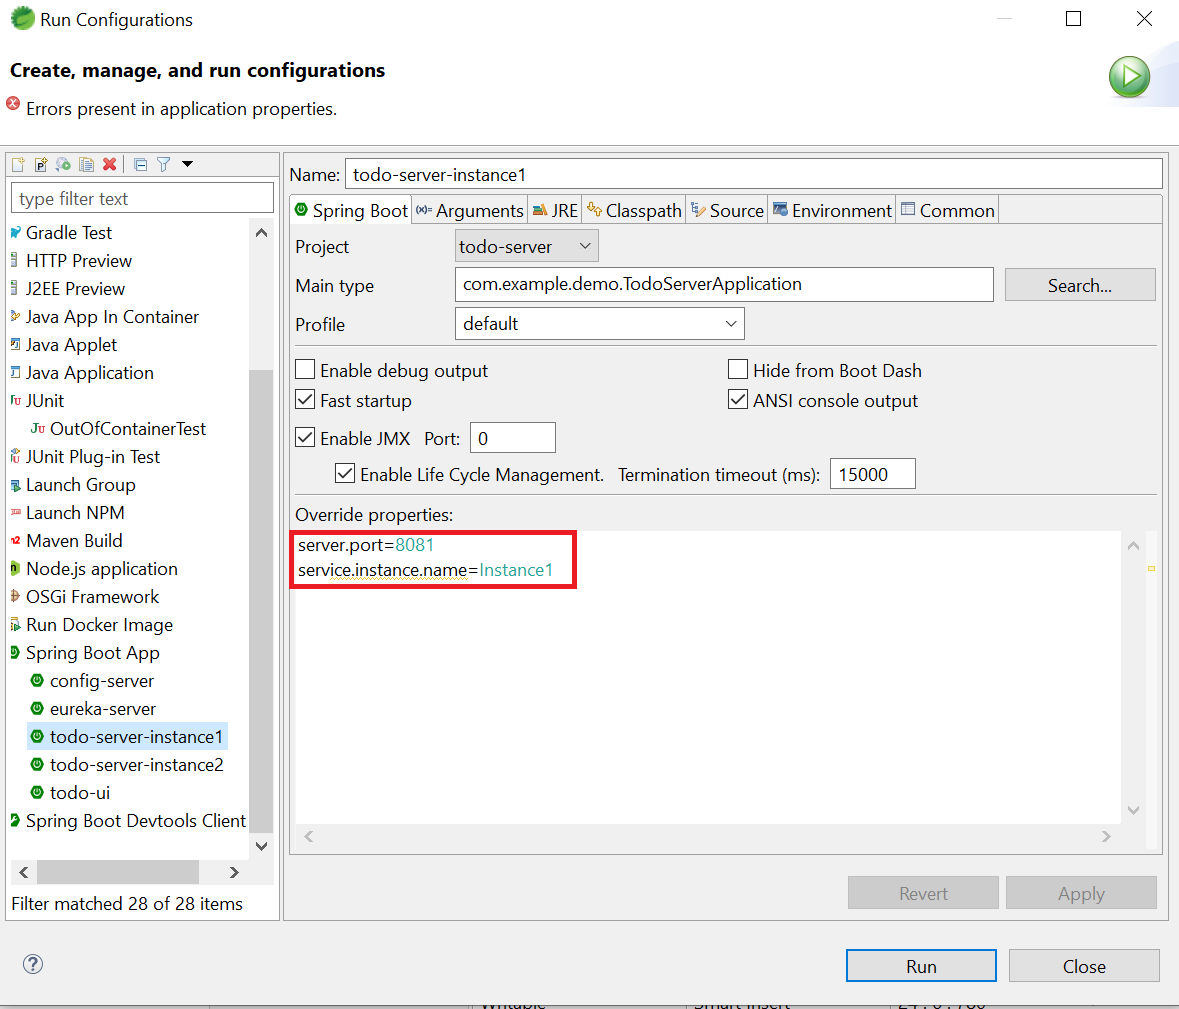 Run Configurations
Create, manage, and run configurations
Errors present in application properties.
type filter text
Gradle Test
HTTP Preview
J2EE Preview
Java App In Container
Java Applet
Java Application
JUnit
OutOfContainerTest
JUnit Plug-in Test
Launch Group
Launch NPM
Maven Build
Node.js application
OSGi Framework
Run Docker Image
Spring Boot App
config-server
eureka-server
todo-server-instance1
todo-server-instance2
todo-ui
Spring Boot Devtools Client
Filter matched 28 of 28 items
Name: todo-server-instance1
Spring Boot Arguments JRE Classpath Source Environment Common
Project todo-server
Main type com.example.demo.TodoServerApplication Search...
Profile default
Enable debug output Hide from Boot Dash
Fast startup ANSI console output
Enable JMX Port: 0
Enable Life Cycle Management. Termination timeout (ms): 15000
Override properties:
server.port=8081
service.instance.name=Instance1
Revert Apply
Run Close